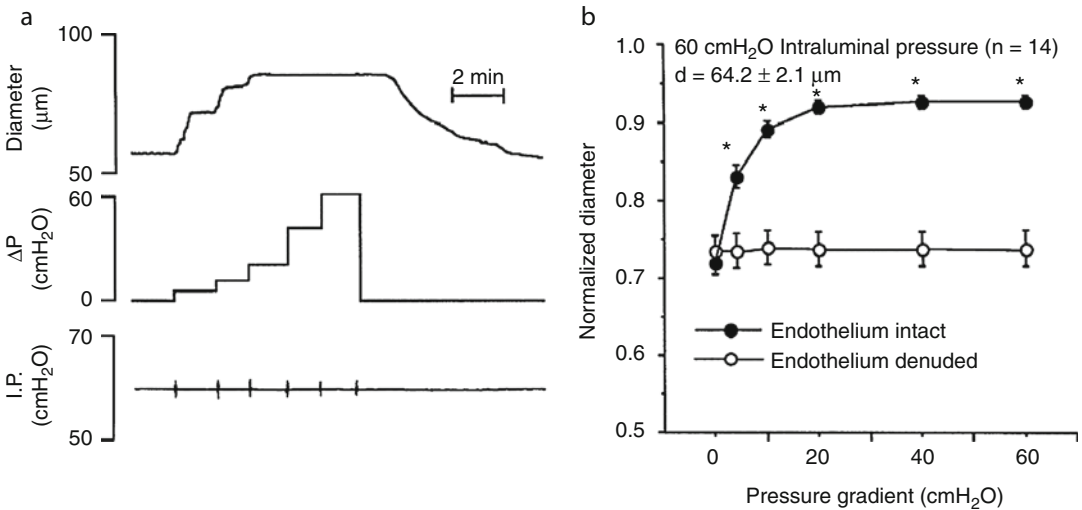 a
100
Diameter
(μm)
50
2 min
60
ΔP
(cmH₂O)
0
70
I.P.
(cmH₂O)
50
b
60 cmH₂O Intraluminal pressure (n = 14)
d = 64.2 ± 2.1 μm
* * * * *
1.0
0.9
0.8
0.7
0.6
0.5
Normalized diameter
Endothelium intact
Endothelium denuded
0 10 20 40 60
Pressure gradient (cmH₂O)